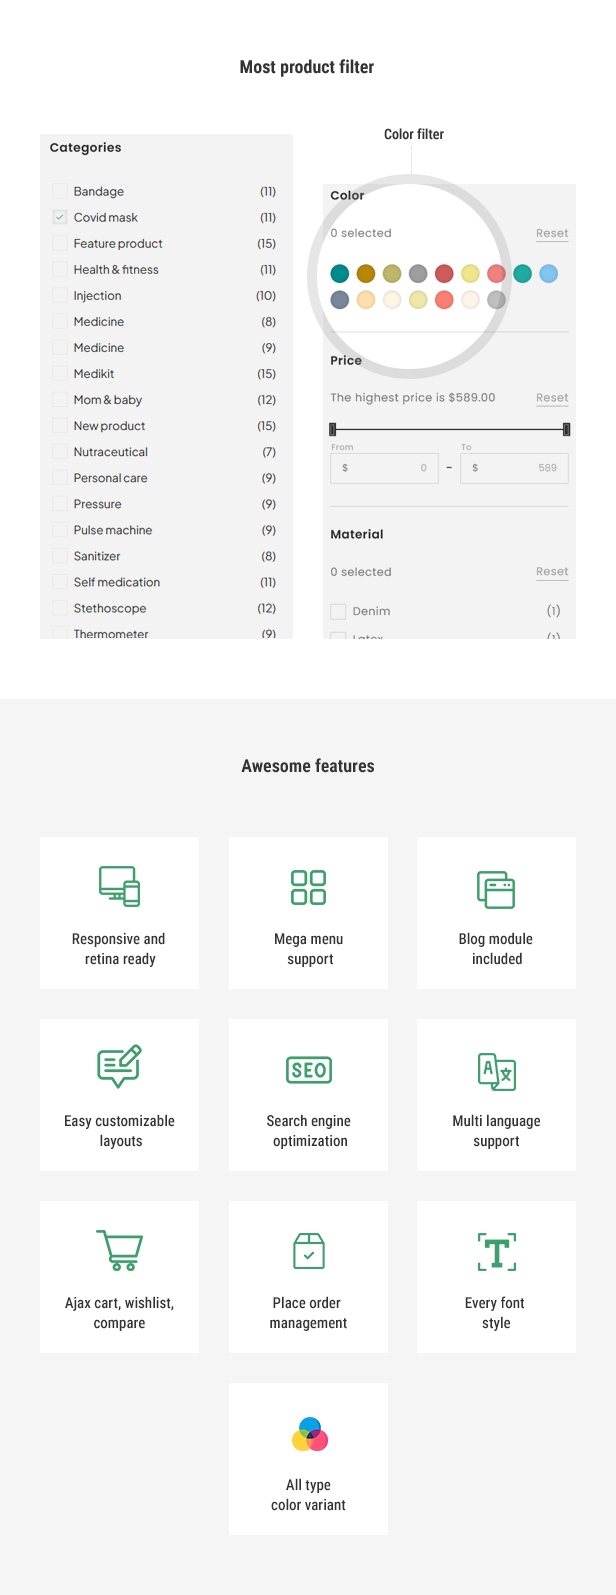 Most product filter
Categories
Bandage (11)
Covid mask (11)
Feature product (15)
Health & fitness (11)
Injection (10)
Medicine (8)
Medicine (9)
Medikit (15)
Mom & baby (12)
New product (15)
Nutraceutical (7)
Personal care (9)
Pressure (9)
Pulse machine (9)
Sanitizer (8)
Self medication (11)
Stethoscope (12)
Thermometer (9)
Color filter
Color
0 selected Reset
Price
The highest price is $589.00 Reset
From To
$ 0 - $ 589
Material
0 selected Reset
Denim (1)
Latex (1)
Awesome features
Responsive and
retina ready
Mega menu
support
Blog module
included
Easy customizable
layouts
SEO
Search engine
optimization
A
文
Multi language
support
Ajax cart, wishlist,
compare
Place order
management
T
Every font
style
All type
color variant